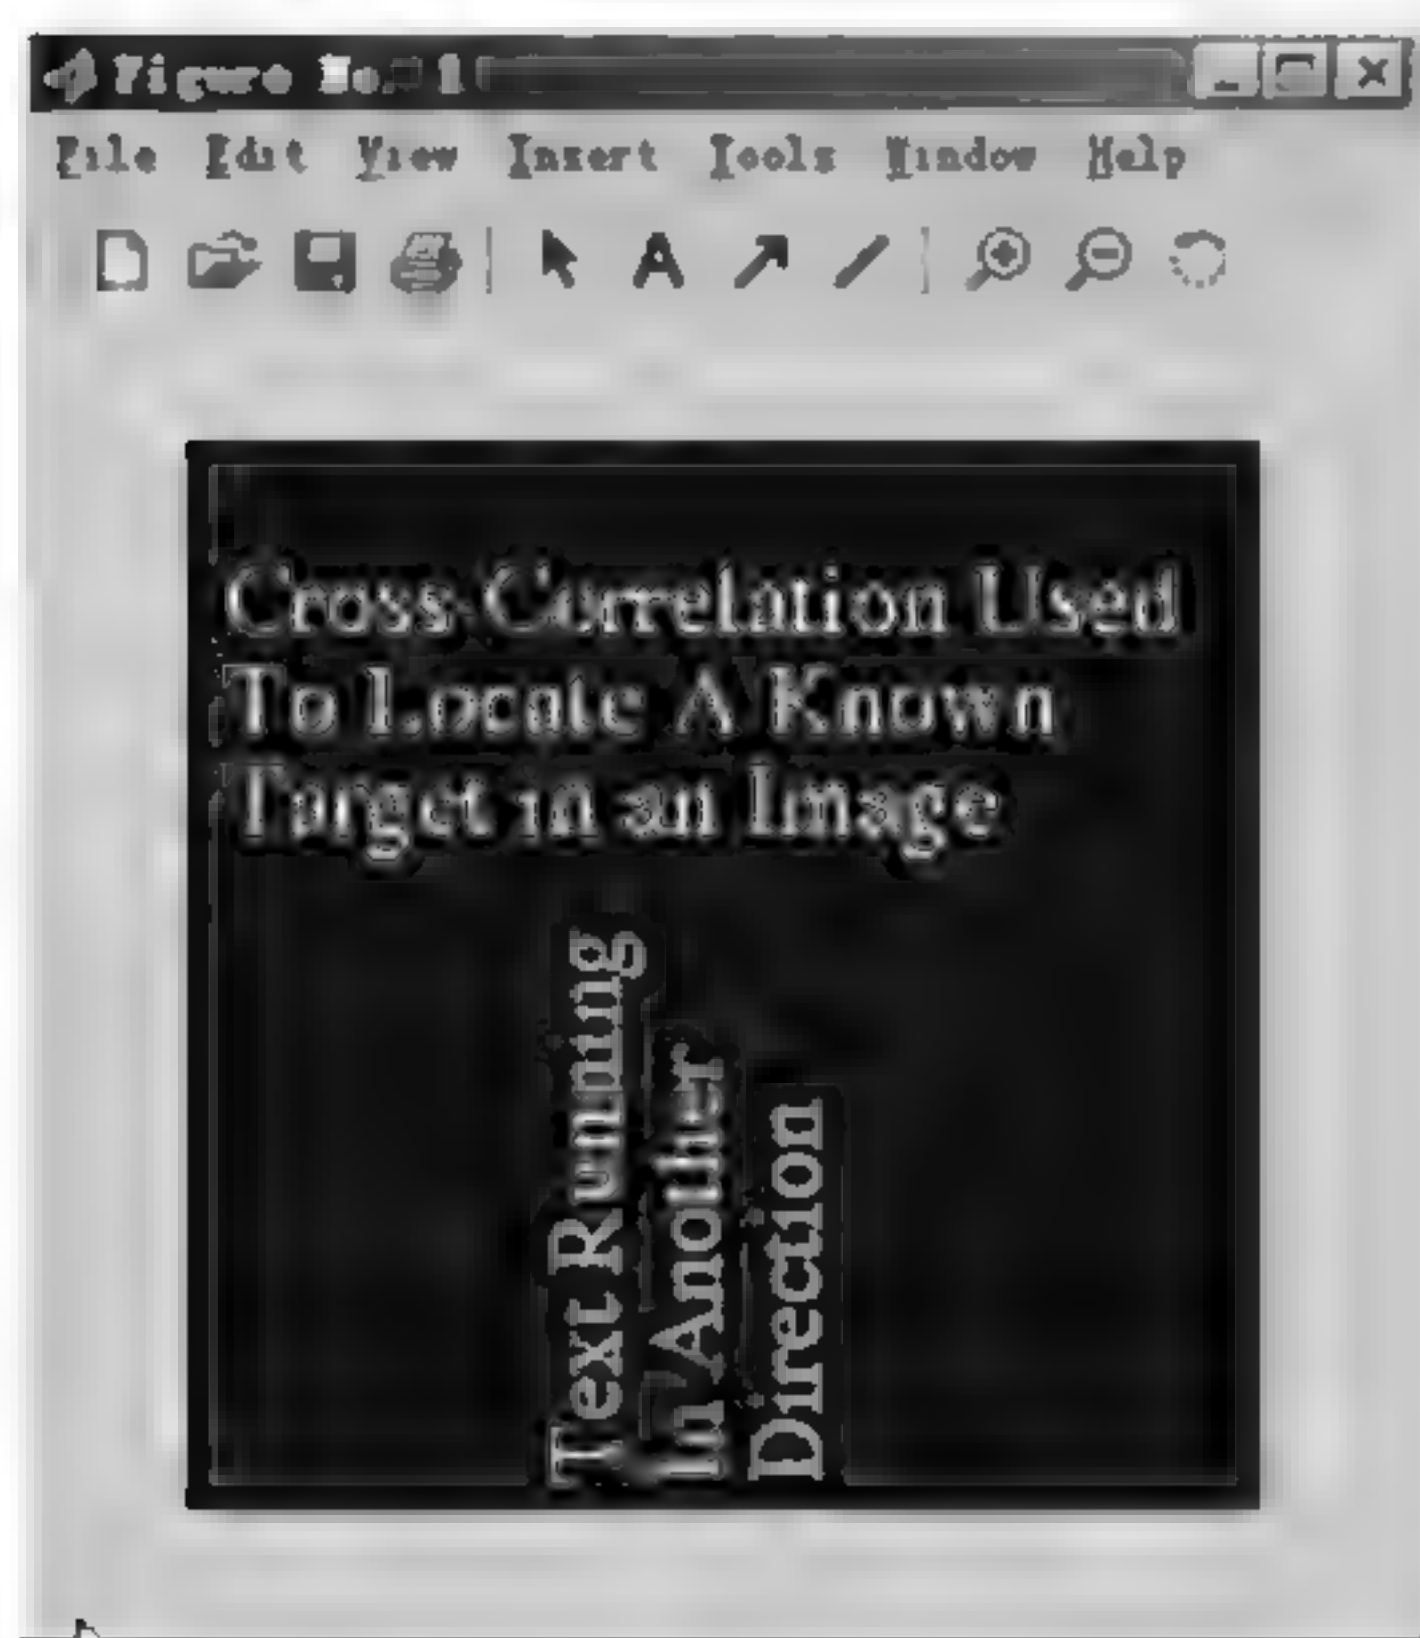 Figure No. 1
File Edit View Insert Tools Window Help
Cross-Correlation Used
To Locate A Known
Target in an Image
Text Running
In Another
Direction